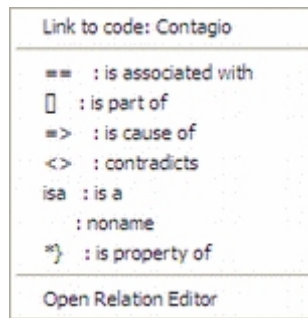 Link to code: Contagio
== : is associated with
[] : is part of
=> : is cause of
<> : contradicts
isa : is a
: noname
*} : is property of
Open Relation Editor